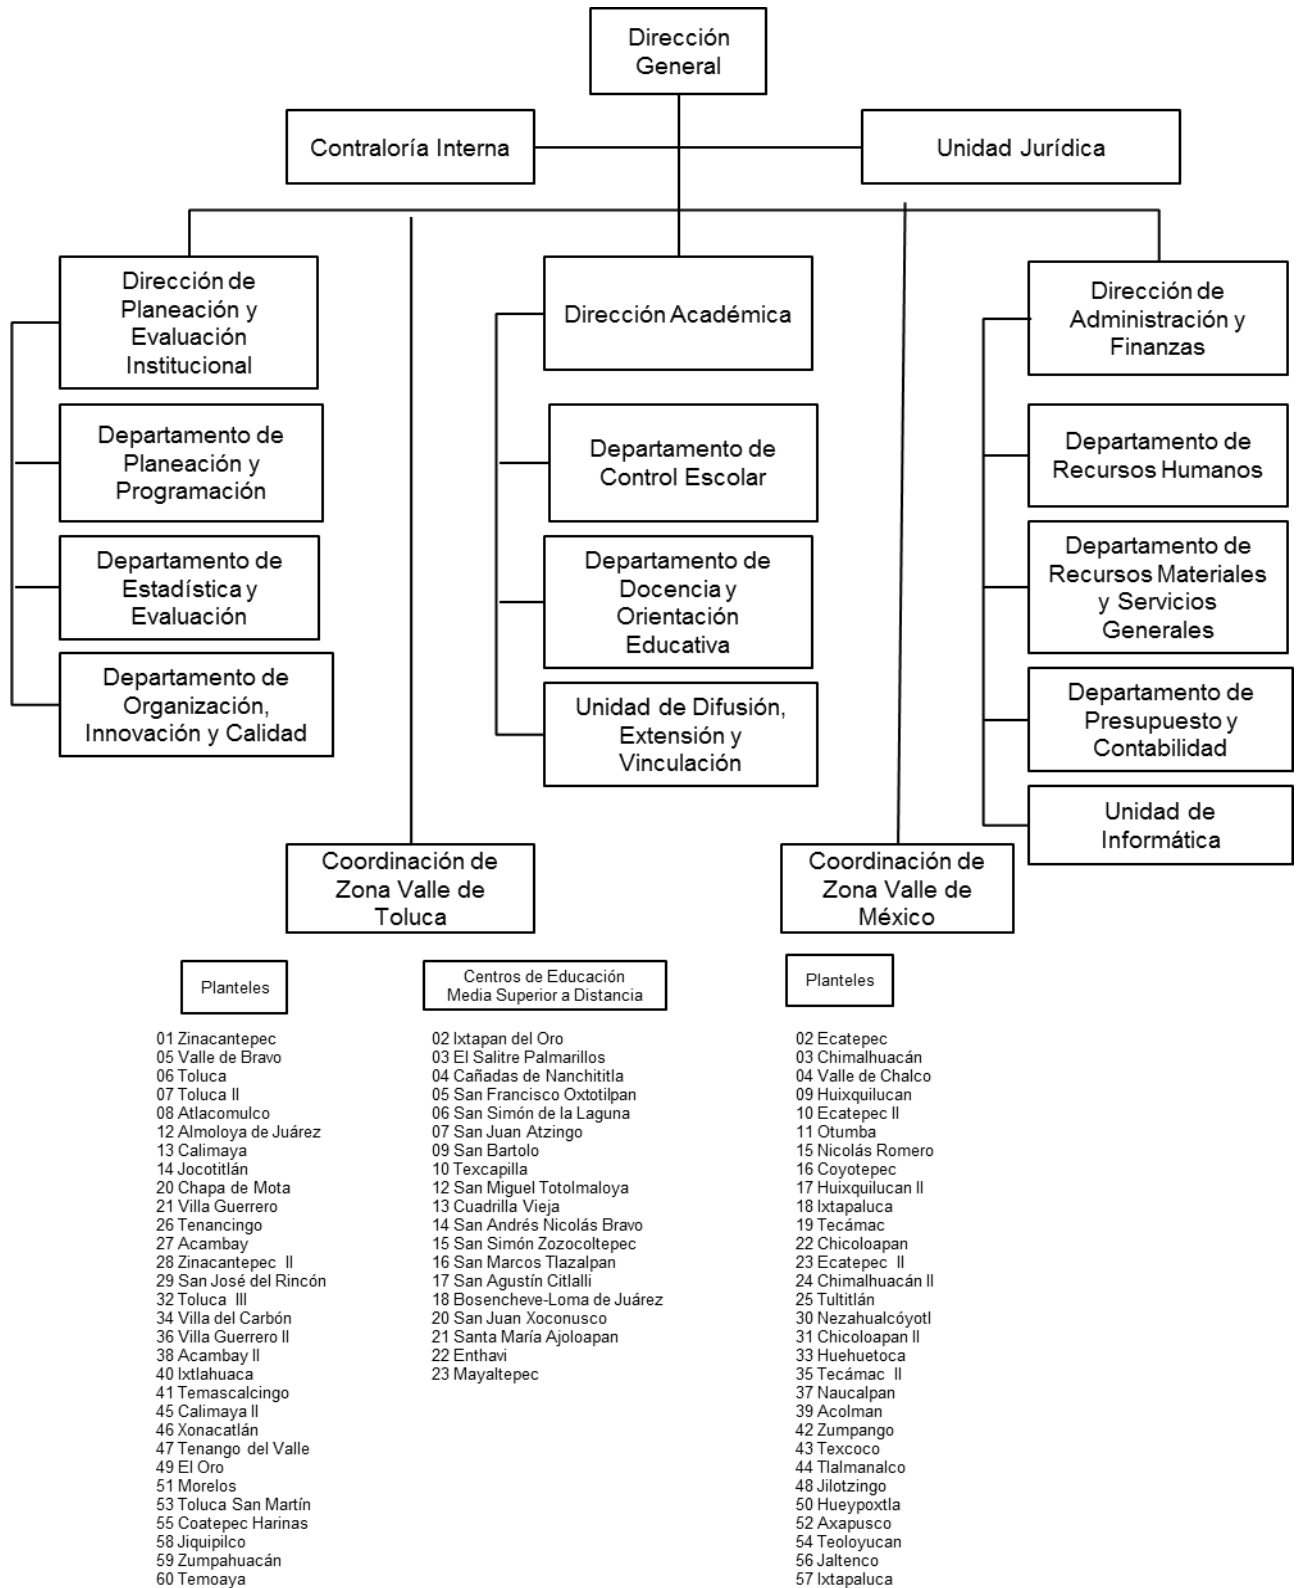 Dirección
General
Contraloría Interna
Unidad Jurídica
Dirección de
Planeación y
Evaluación
Institucional
Departamento de
Planeación y
Programación
Departamento de
Estadística y
Evaluación
Departamento de
Organización,
Innovación y Calidad
Dirección Académica
Departamento de
Control Escolar
Departamento de
Docencia y
Orientación
Educativa
Unidad de Difusión,
Extensión y
Vinculación
Dirección de
Administración y
Finanzas
Departamento de
Recursos Humanos
Departamento de
Recursos Materiales
y Servicios
Generales
Departamento de
Presupuesto y
Contabilidad
Unidad de
Informática
Coordinación de
Zona Valle de
Toluca
Coordinación de
Zona Valle de
México
Planteles
01 Zinacantepec
05 Valle de Bravo
06 Toluca
07 Toluca II
08 Atlacomulco
12 Almoloya de Juárez
13 Calimaya
14 Jocotitlán
20 Chapa de Mota
21 Villa Guerrero
26 Tenancingo
27 Acambay
28 Zinacantepec II
29 San José del Rincón
32 Toluca III
34 Villa del Carbón
36 Villa Guerrero II
38 Acambay II
40 Ixtlahuaca
41 Temascalcingo
45 Calimaya II
46 Xonacatlán
47 Tenango del Valle
49 El Oro
51 Morelos
53 Toluca San Martín
55 Coatepec Harinas
58 Jiquipilco
59 Zumpahuacán
60 Temoaya
Centros de Educación
Media Superior a Distancia
02 Ixtapan del Oro
03 El Salitre Palmarillos
04 Cañadas de Nanchititla
05 San Francisco Oxtotilpan
06 San Simón de la Laguna
07 San Juan Atzingo
09 San Bartolo
10 Texcapilla
12 San Miguel Totolmaloya
13 Cuadrilla Vieja
14 San Andrés Nicolás Bravo
15 San Simón Zozocoltepec
16 San Marcos Tlazalpan
17 San Agustín Citlalli
18 Bosencheve-Loma de Juárez
20 San Juan Xoconusco
21 Santa María Ajoloapan
22 Enthavi
23 Mayaltepec
Planteles
02 Ecatepec
03 Chimalhuacán
04 Valle de Chalco
09 Huixquilucan
10 Ecatepec II
11 Otumba
15 Nicolás Romero
16 Coyotepec
17 Huixquilucan II
18 Ixtapaluca
19 Tecámac
22 Chicoloapan
23 Ecatepec II
24 Chimalhuacán II
25 Tultitlán
30 Nezahualcóyotl
31 Chicoloapan II
33 Huehuetoca
35 Tecámac II
37 Naucalpan
39 Acolman
42 Zumpango
43 Texcoco
44 Tlalmanalco
48 Jilotzingo
50 Hueypoxtla
52 Axapusco
54 Teoloyucan
56 Jaltenco
57 Ixtapaluca